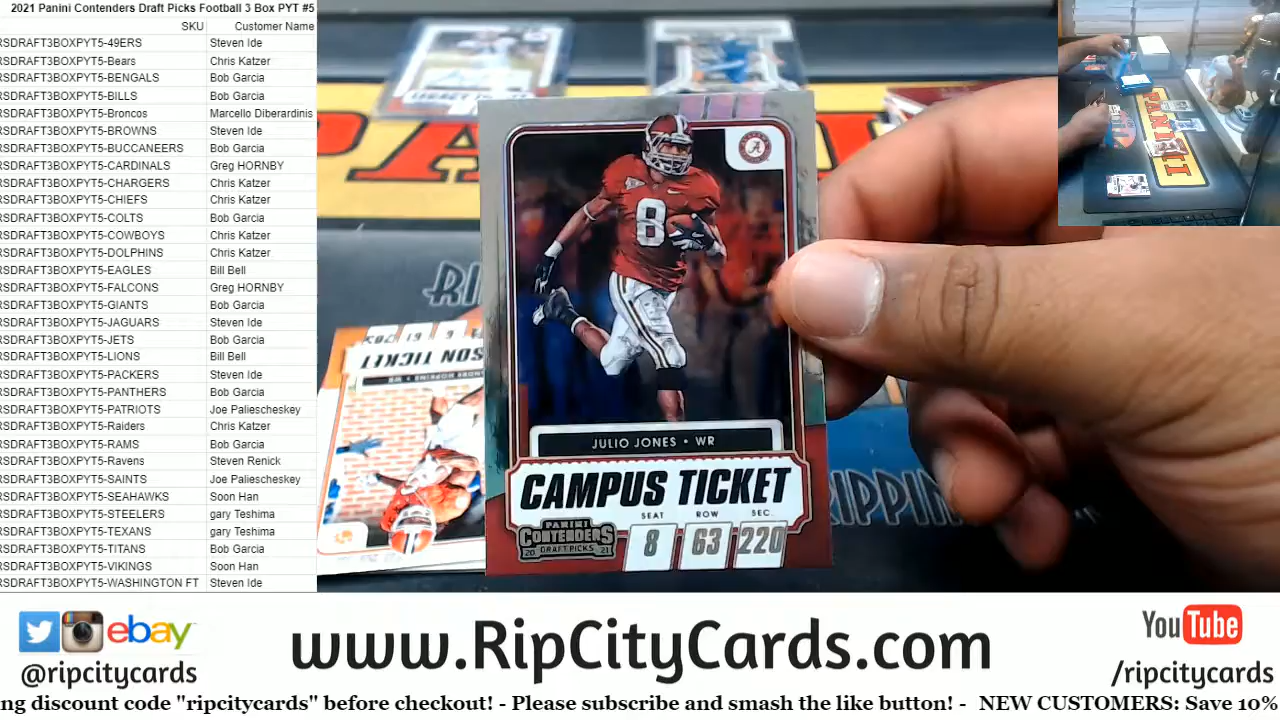 2021 Panini Contenders Draft Picks Football 3 Box PYT #5
SKU Customer Name
RSDRAFT3BOXPYT5-49ERS Steven Ide
RSDRAFT3BOXPYT5-Bears Chris Katzer
RSDRAFT3BOXPYT5-BENGALS Bob Garcia
RSDRAFT3BOXPYT5-BILLS Bob Garcia
RSDRAFT3BOXPYT5-Broncos Marcello Diberardinis
RSDRAFT3BOXPYT5-BROWNS Steven Ide
RSDRAFT3BOXPYT5-BUCCANEERS Bob Garcia
RSDRAFT3BOXPYT5-CARDINALS Greg HORNBY
RSDRAFT3BOXPYT5-CHARGERS Chris Katzer
RSDRAFT3BOXPYT5-CHIEFS Chris Katzer
RSDRAFT3BOXPYT5-COLTS Bob Garcia
RSDRAFT3BOXPYT5-COWBOYS Chris Katzer
RSDRAFT3BOXPYT5-DOLPHINS Chris Katzer
RSDRAFT3BOXPYT5-EAGLES Bill Bell
RSDRAFT3BOXPYT5-FALCONS Greg HORNBY
RSDRAFT3BOXPYT5-GIANTS Bob Garcia
RSDRAFT3BOXPYT5-JAGUARS Steven Ide
RSDRAFT3BOXPYT5-JETS Bob Garcia
RSDRAFT3BOXPYT5-LIONS Bill Bell
RSDRAFT3BOXPYT5-PACKERS Steven Ide
RSDRAFT3BOXPYT5-PANTHERS Bob Garcia
RSDRAFT3BOXPYT5-PATRIOTS Joe Paliescheskey
RSDRAFT3BOXPYT5-Raiders Chris Katzer
RSDRAFT3BOXPYT5-RAMS Bob Garcia
RSDRAFT3BOXPYT5-Ravens Steven Renick
RSDRAFT3BOXPYT5-SAINTS Joe Paliescheskey
RSDRAFT3BOXPYT5-SEAHAWKS Soon Han
RSDRAFT3BOXPYT5-STEELERS gary Teshima
RSDRAFT3BOXPYT5-TEXANS gary Teshima
RSDRAFT3BOXPYT5-TITANS Bob Garcia
RSDRAFT3BOXPYT5-VIKINGS Soon Han
RSDRAFT3BOXPYT5-WASHINGTON FT Steven Ide
PANINI
A
8
JULIO JONES • WR
CAMPUS TICKET
SEAT ROW SEC.
8 63 220
PANINI
CONTENDERS
20 DRAFT PICKS 21
ebay
@ripcitycards
www.RipCityCards.com
YouTube
/ripcitycards
ng discount code "ripcitycards" before checkout! - Please subscribe and smash the like button! - NEW CUSTOMERS: Save 10%